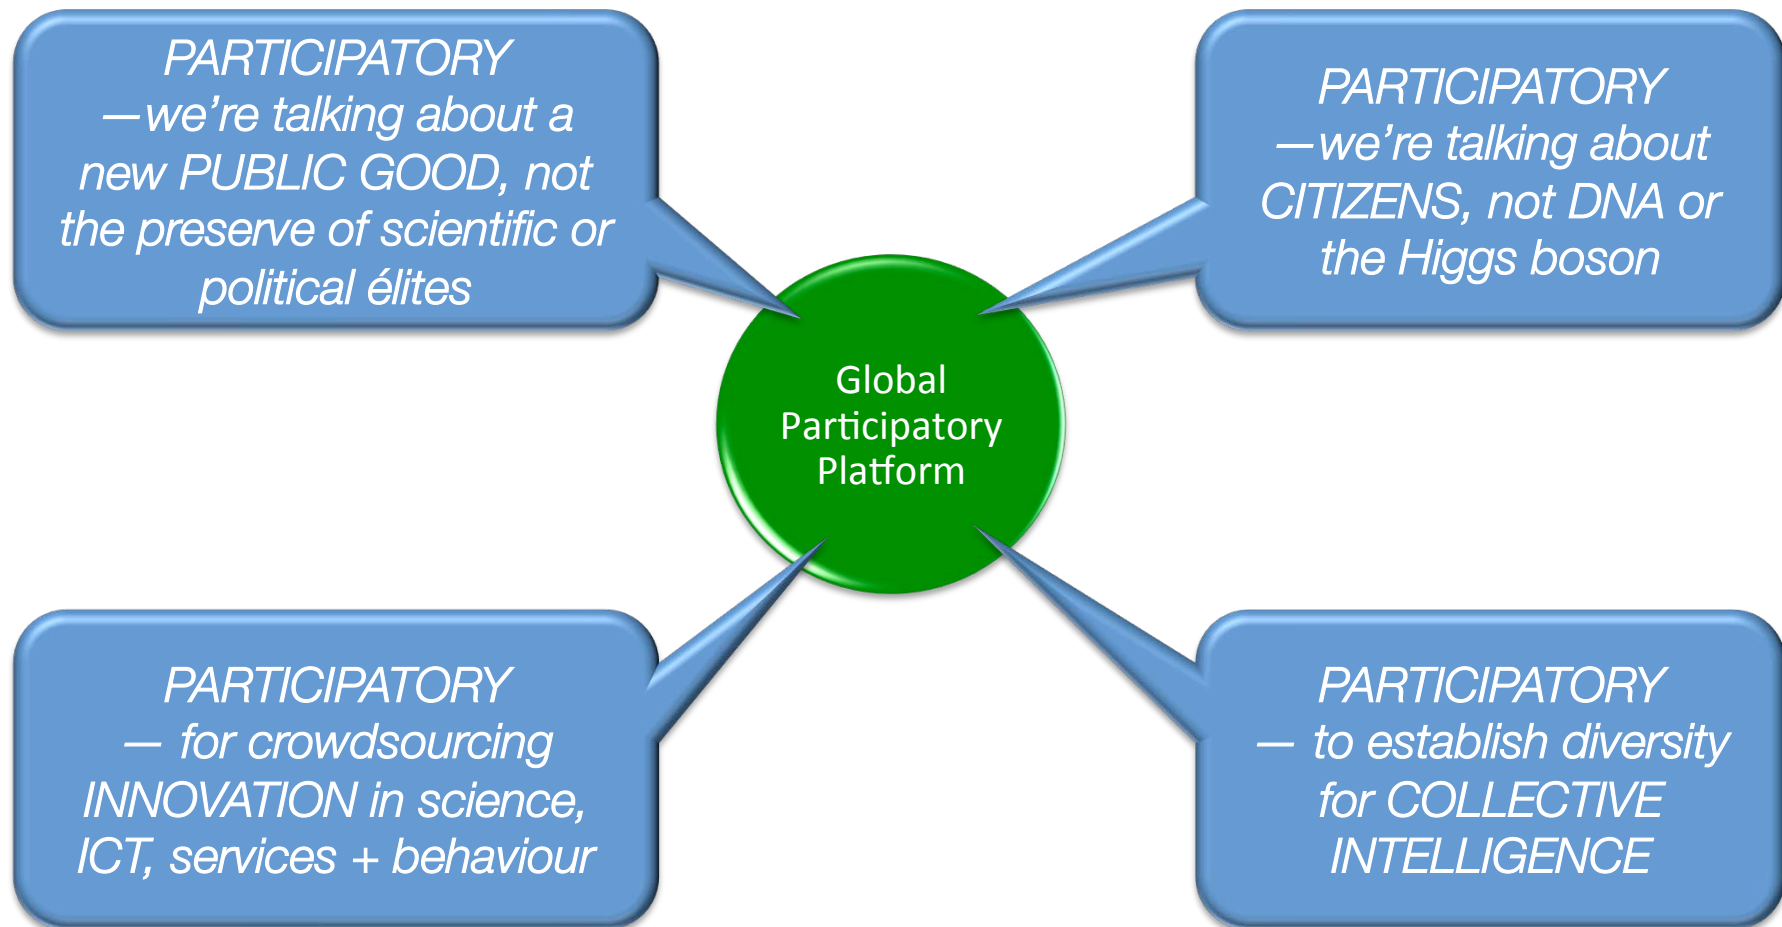 PARTICIPATORY
—we’re talking about a
new PUBLIC GOOD, not
the preserve of scientific or
political élites
PARTICIPATORY
—we’re talking about
CITIZENS, not DNA or
the Higgs boson
Global
Participatory
Platform
PARTICIPATORY
— for crowdsourcing
INNOVATION in science,
ICT, services + behaviour
PARTICIPATORY
— to establish diversity
for COLLECTIVE
INTELLIGENCE